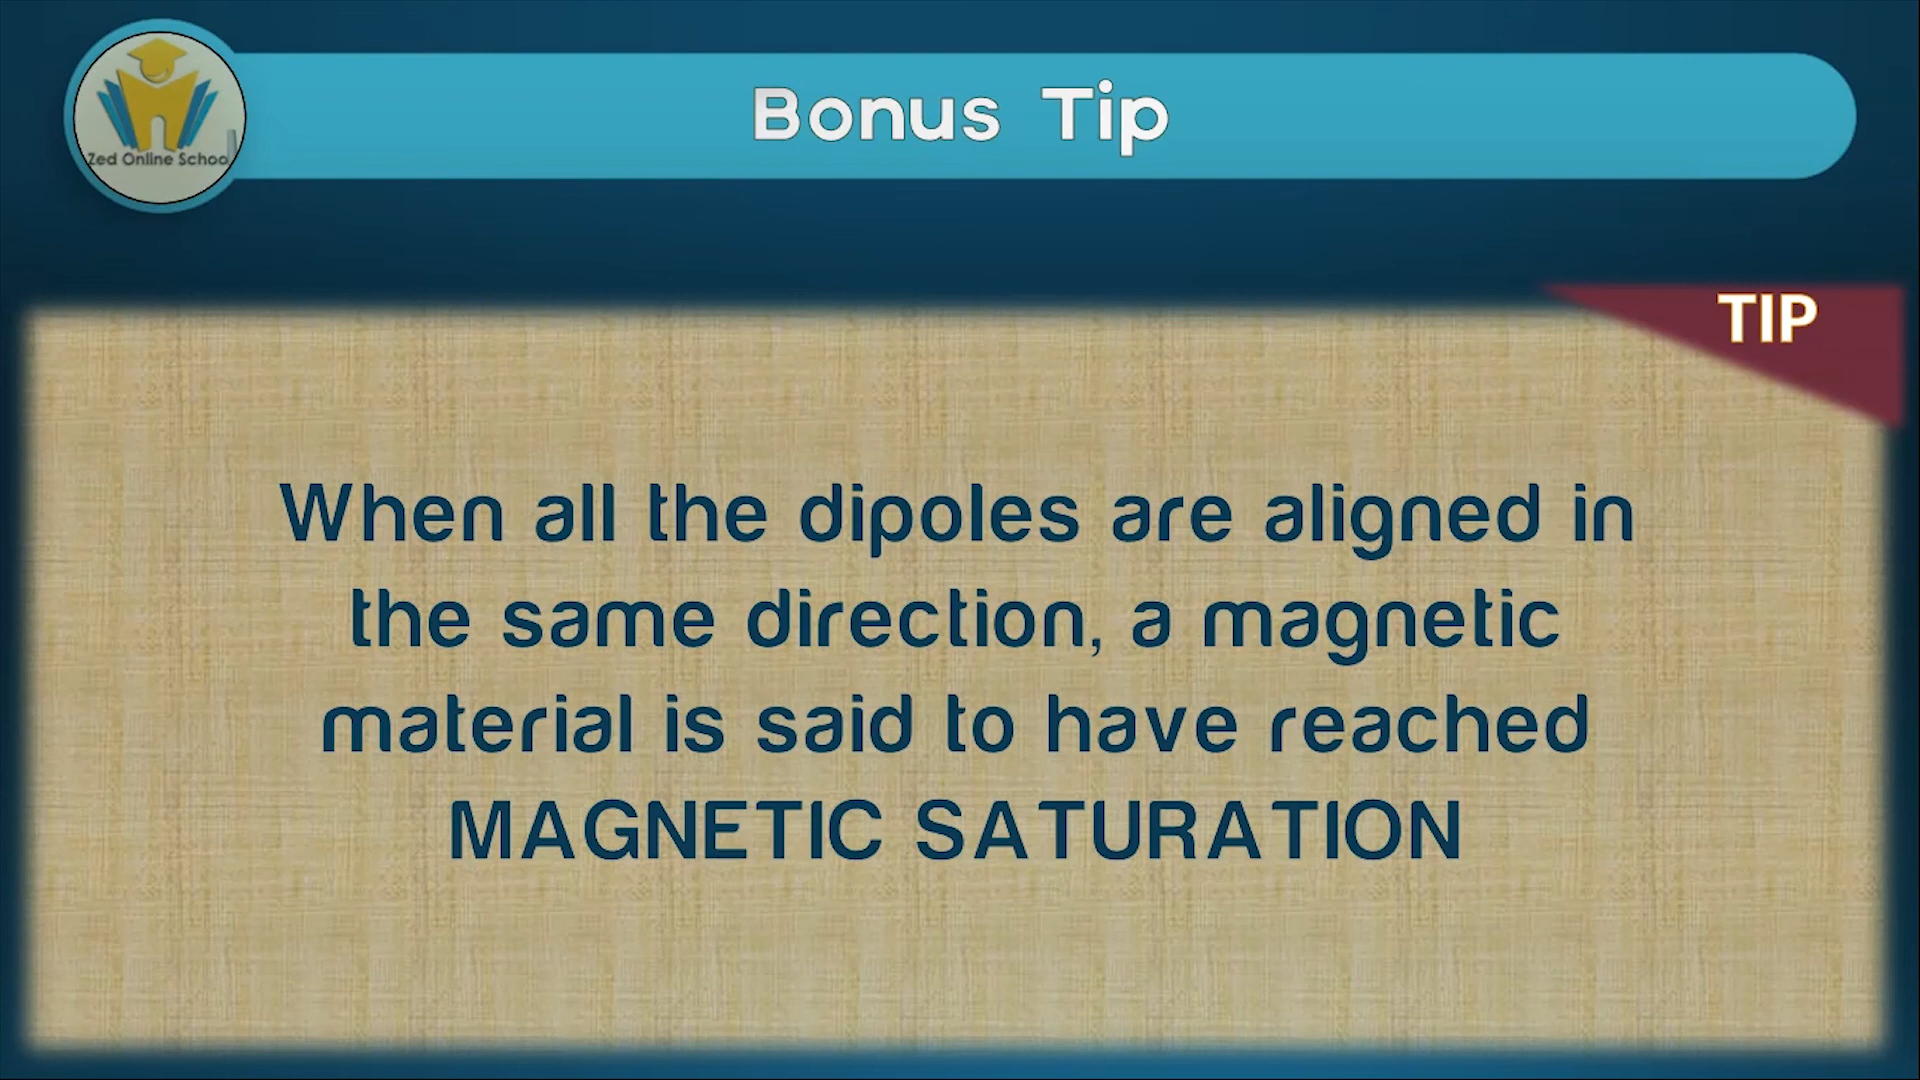 Zed Online School
Bonus Tip
TIP
When all the dipoles are aligned in
the same direction, a magnetic
material is said to have reached
MAGNETIC SATURATION